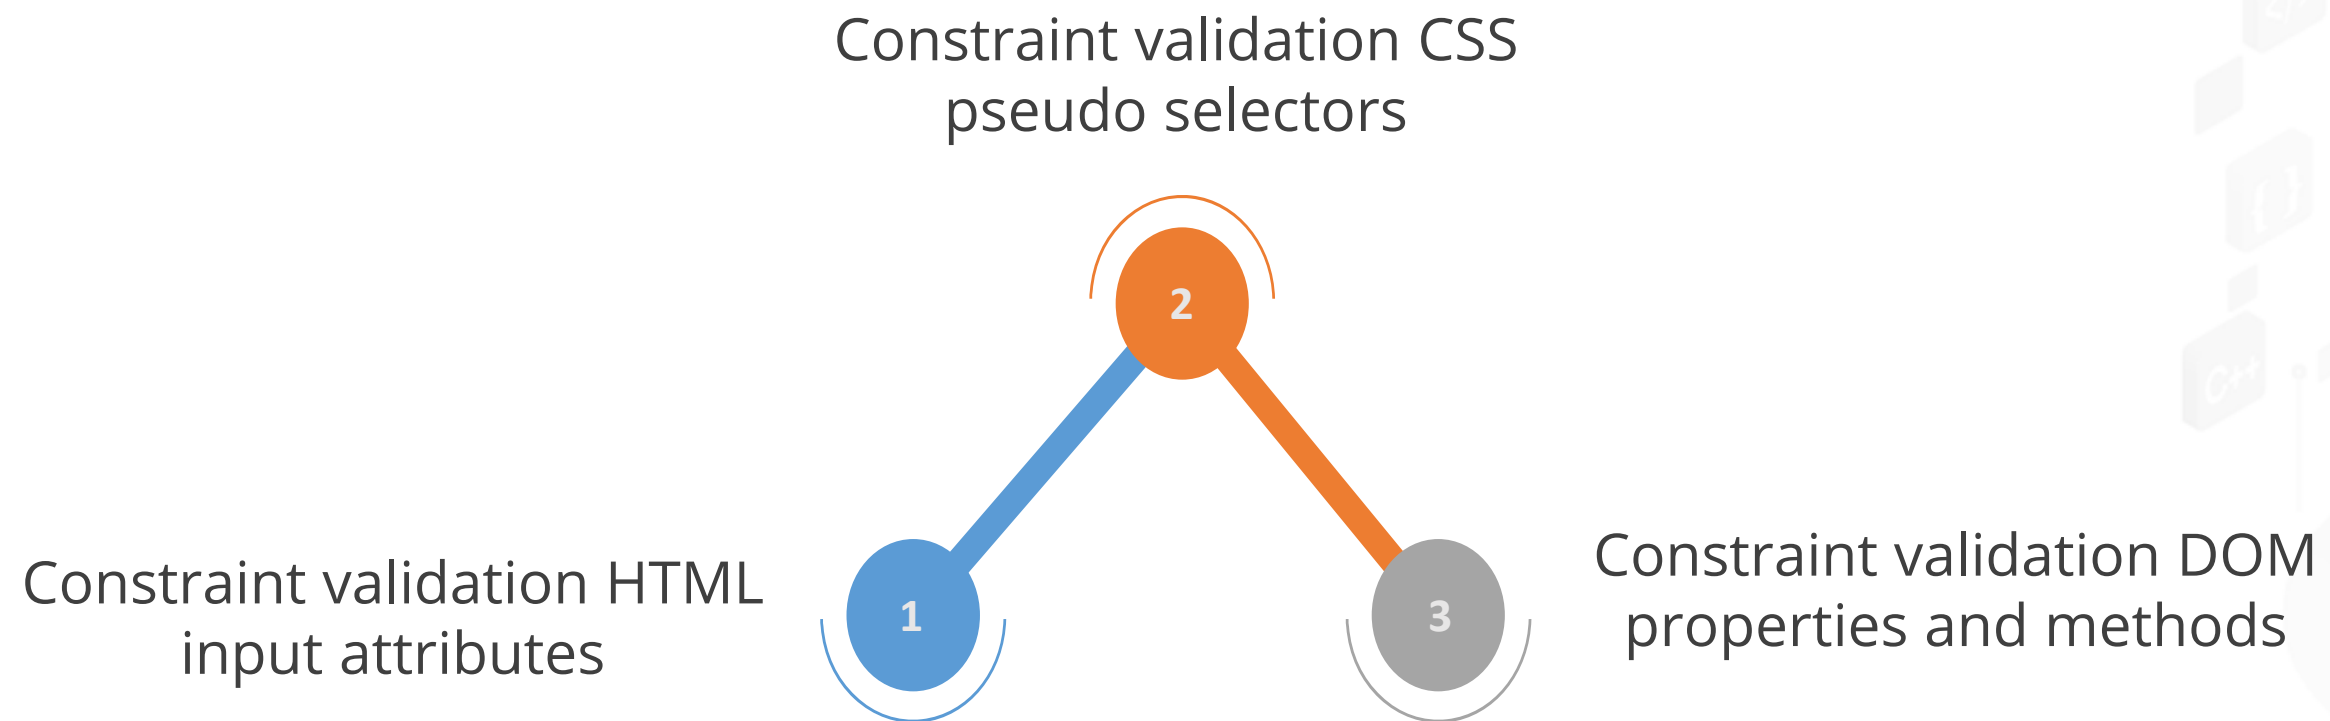 Constraint validation CSS
pseudo selectors
2
Constraint validation HTML
input attributes
1
3
Constraint validation DOM
properties and methods
</>
{ }
C++